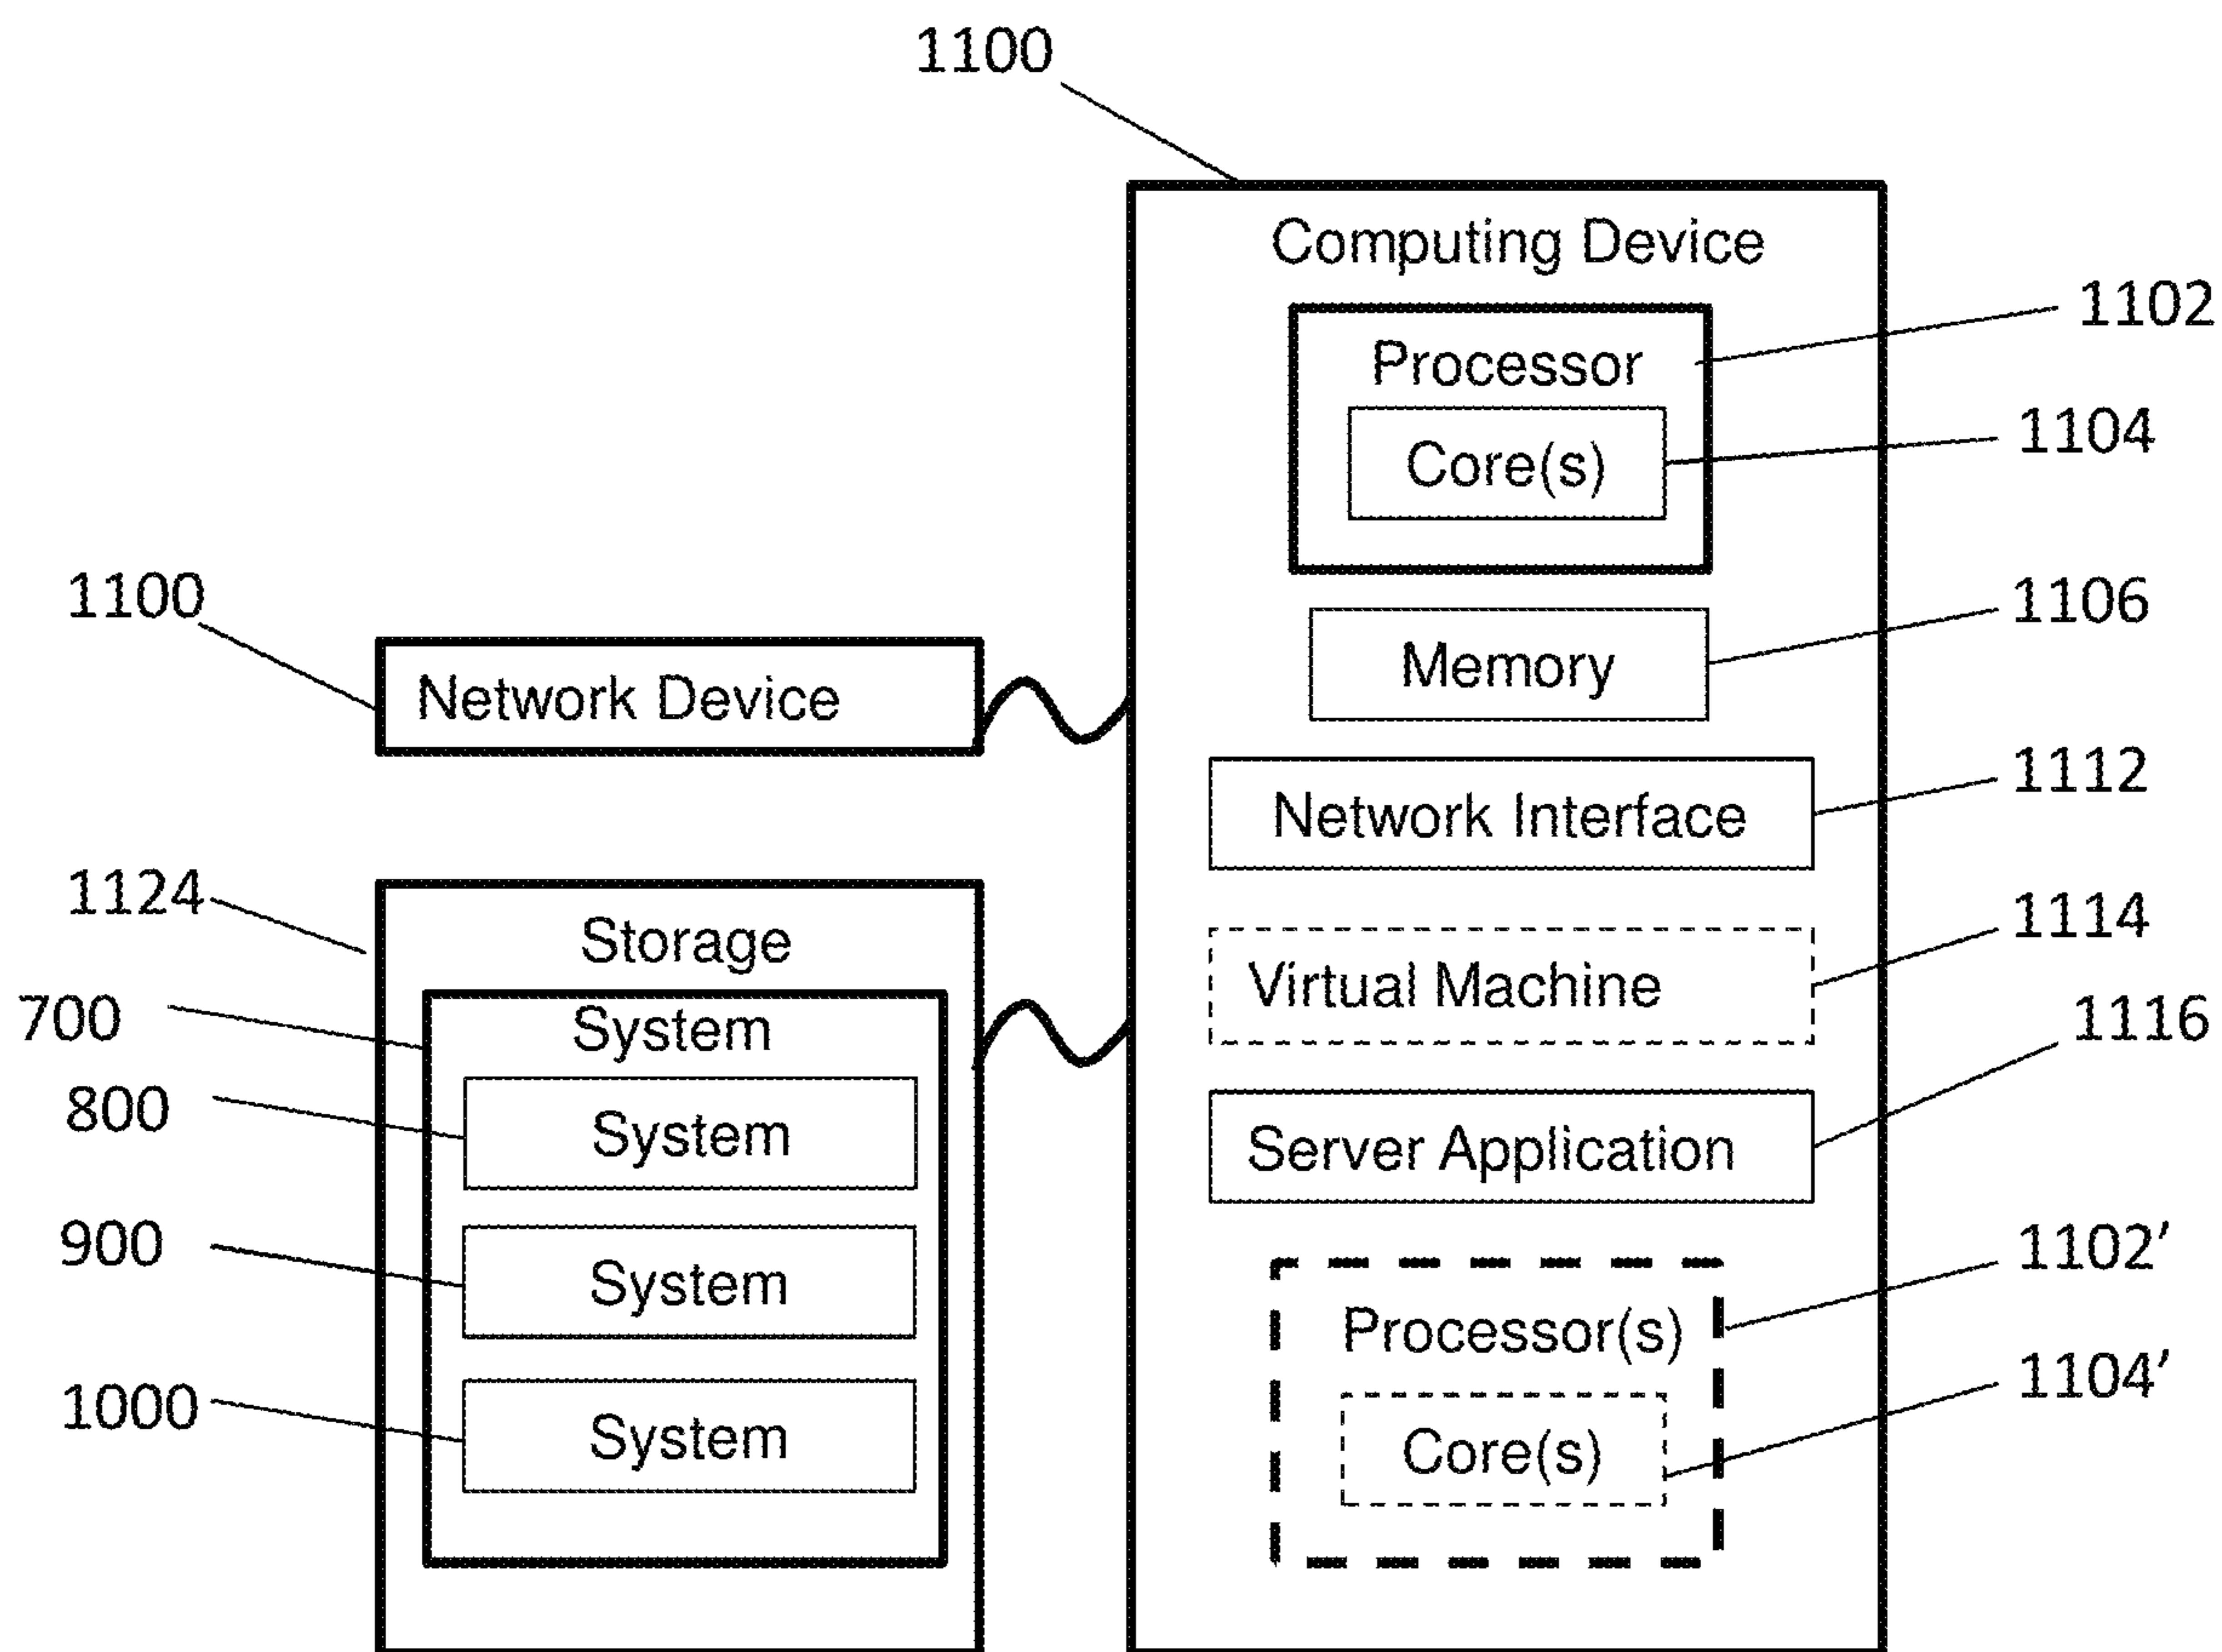 1100
Computing Device
1102
Processor
1104
Core(s)
1100
1106
Network Device
Memory
1112
Network Interface
1124
Storage
1114
Virtual Machine
700
System
1116
800
System
Server Application
900
System
1102’
Processor(s)
1000
System
1104’
Core(s)